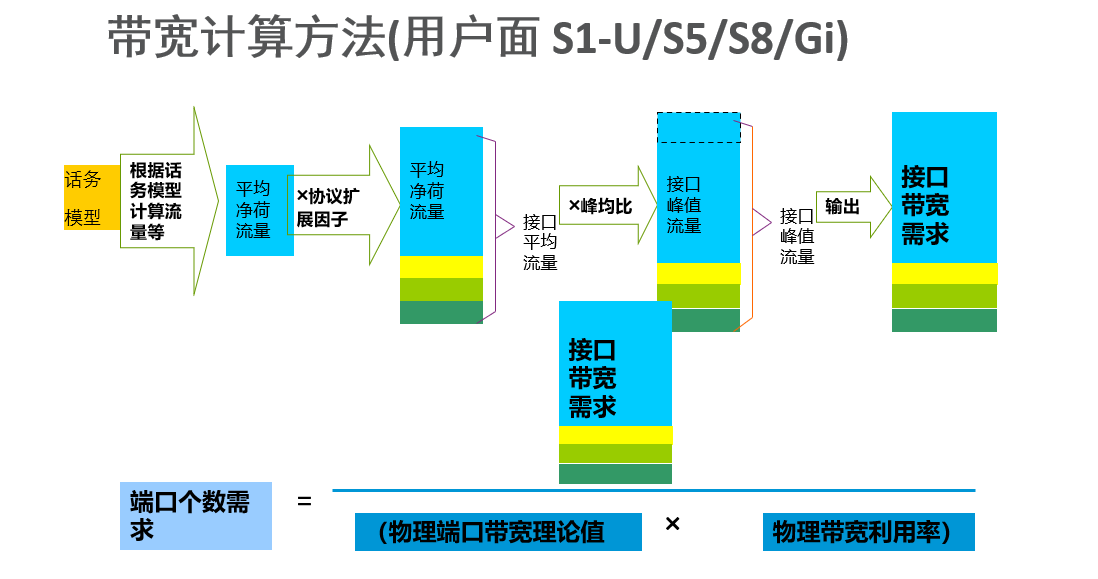 带宽计算方法(用户面 S1-U/S5/S8/Gi)
话务
模型
根据话
务模型
计算流
量等
平均
净荷
流量
×协议扩
展因子
平均
净荷
流量
接口
平均
流量
×峰均比
接口
峰值
流量
接口
峰值
流量
输出
接口
带宽
需求
接口
带宽
需求
端口个数需
求
=
(物理端口带宽理论值
×
物理带宽利用率)